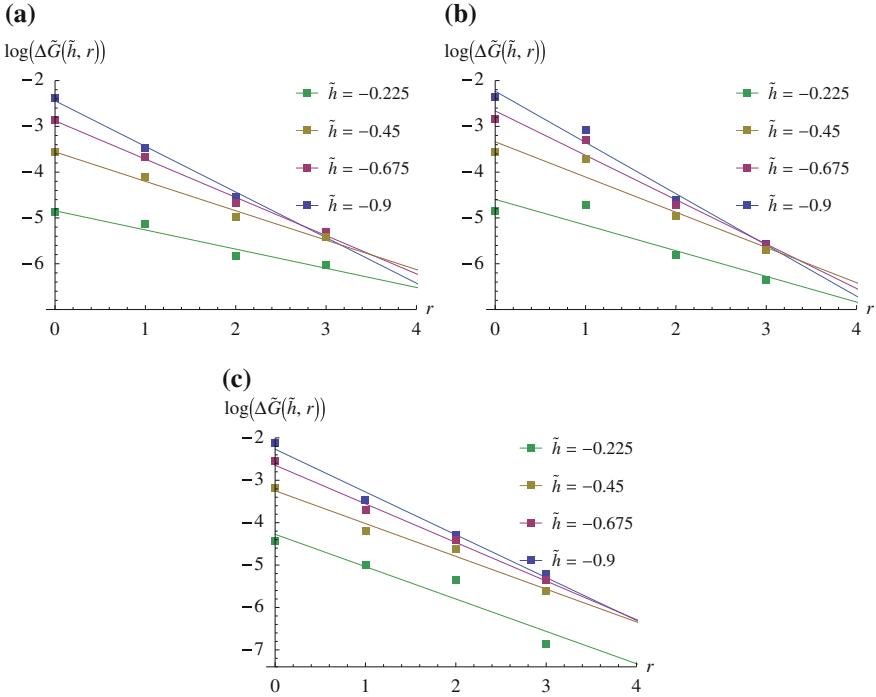 (a)
log(ΔG̃(h̃, r))
−2
−3
−4
−5
−6
0 1 2 3 4
r
h̃ = −0.225
h̃ = −0.45
h̃ = −0.675
h̃ = −0.9
(b)
log(ΔG̃(h̃, r))
−2
−3
−4
−5
−6
0 1 2 3 4
r
h̃ = −0.225
h̃ = −0.45
h̃ = −0.675
h̃ = −0.9
(c)
log(ΔG̃(h̃, r))
−2
−3
−4
−5
−6
−7
0 1 2 3 4
r
h̃ = −0.225
h̃ = −0.45
h̃ = −0.675
h̃ = −0.9